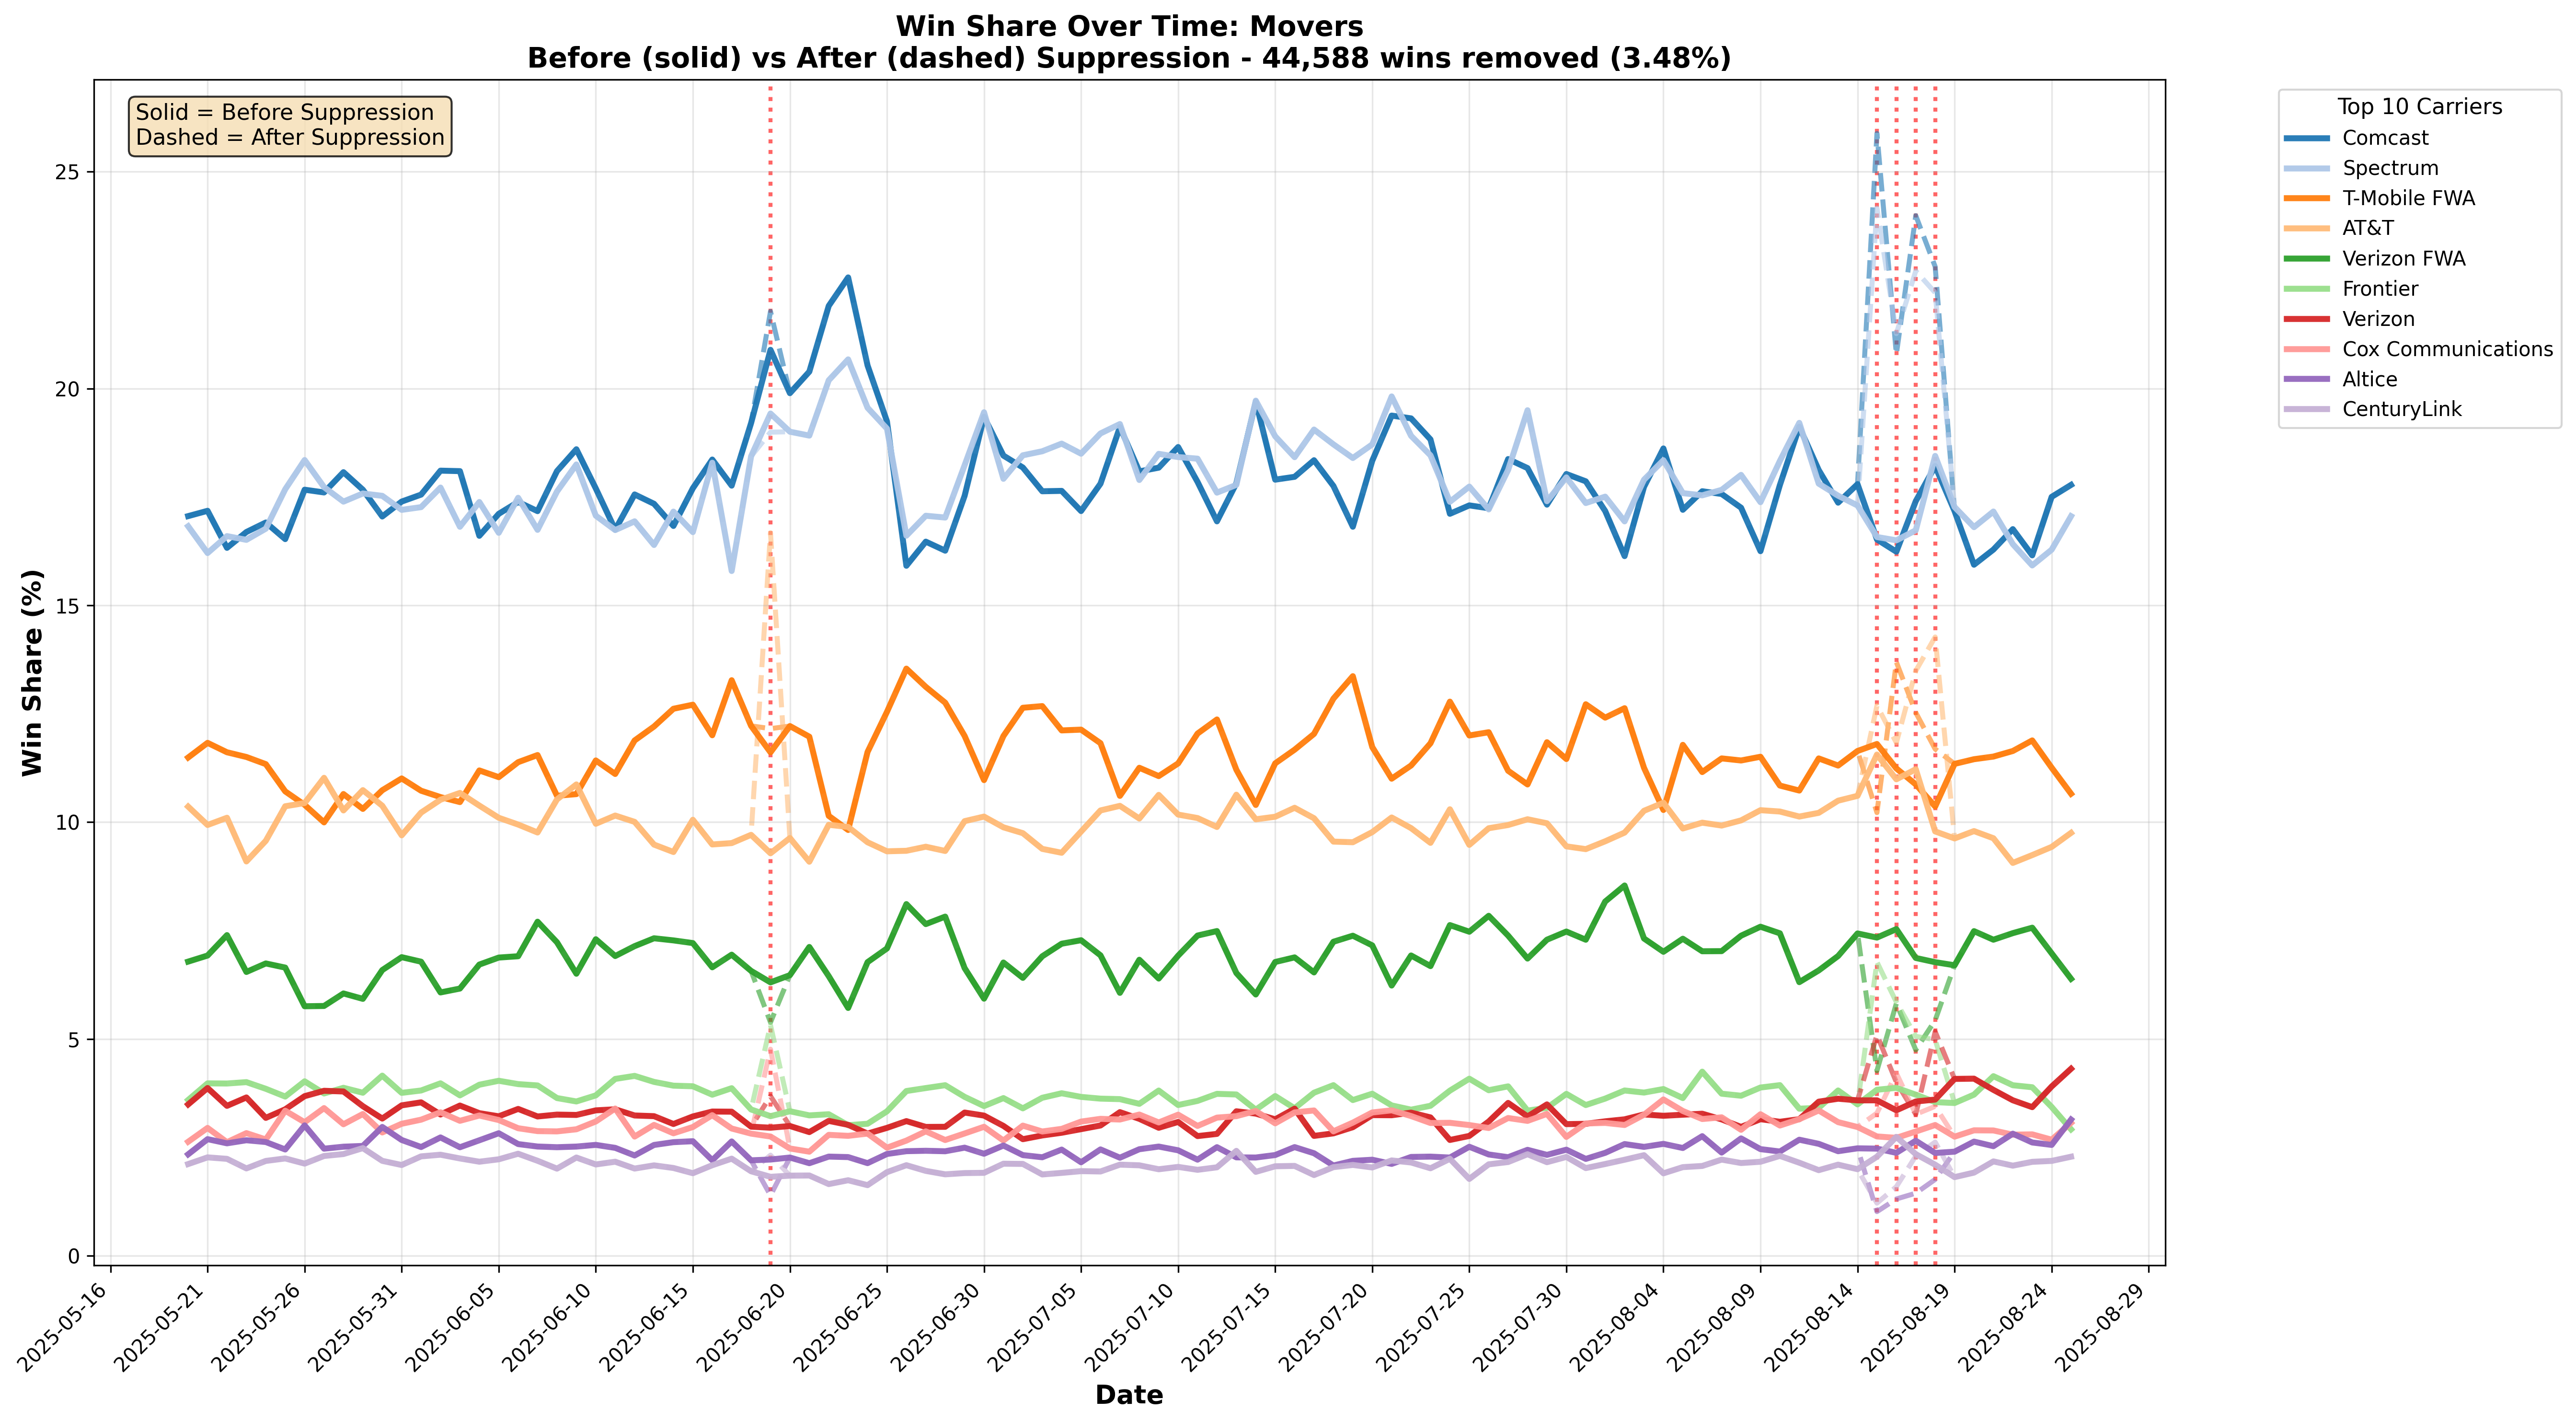 Win Share Over Time: Movers
Before (solid) vs After (dashed) Suppression - 44,588 wins removed (3.48%)
Solid = Before Suppression
Dashed = After Suppression
Top 10 Carriers
Comcast
Spectrum
T-Mobile FWA
AT&T
Verizon FWA
Frontier
Verizon
Cox Communications
Altice
CenturyLink
Win Share (%)
25
20
15
10
5
0
2025-05-16
2025-05-21
2025-05-26
2025-05-31
2025-06-05
2025-06-10
2025-06-15
2025-06-20
2025-06-25
2025-06-30
2025-07-05
2025-07-10
2025-07-15
2025-07-20
2025-07-25
2025-07-30
2025-08-04
2025-08-09
2025-08-14
2025-08-19
2025-08-24
2025-08-29
Date